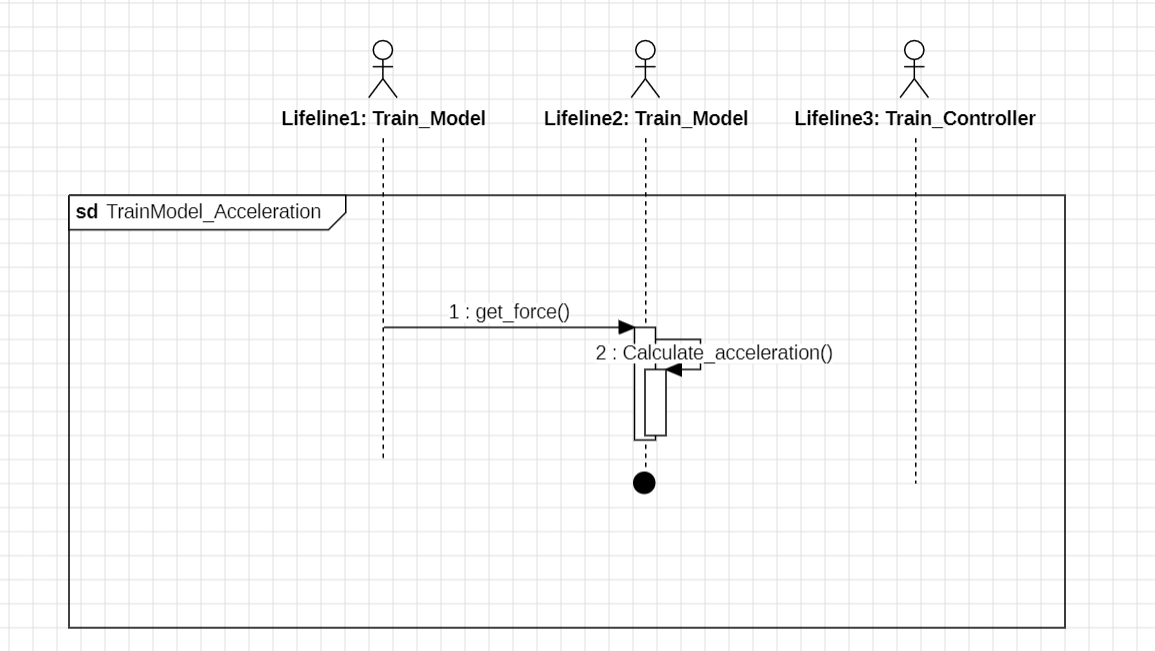 Lifeline1: Train_Model
Lifeline2: Train_Model
Lifeline3: Train_Controller
sd TrainModel_Acceleration
1 : get_force()
2 : Calculate_acceleration()